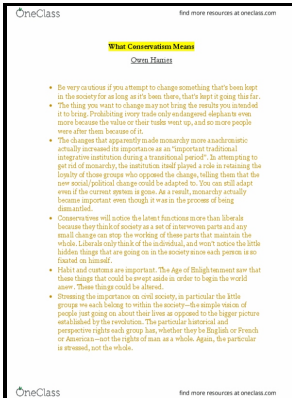 OneClass
find more resources at oneclass.com
What Conservatism Means
Owen Harries
• Be very cautious if you attempt to change something that's been kept
in the society for as long as it's been there, that's kept it going this far.
• The thing you want to change may not bring the results you intended
it to bring. Prohibiting ivory trade only endangered elephants even
more because the value or their tusks went up, and so more people
were after them because of it.
• The changes that apparently made monarchy more anachronistic
actually increased its importance as an "important traditional
integrative institution during a transitional period". In attempting to
get rid of monarchy, the institution itself played a role in retaining the
loyalty of those groups who opposed the change, telling them that the
new social/political change could be adapted to. You can still adapt
even if the current system is gone. As a result, monarchy actually
became important even though it was in the process of being
dismantled.
• Conservatives will notice the latent functions more than liberals
because they think of society as a set of interwoven parts and any
small change can stop the working of these parts that maintain the
whole. Liberals only think of the individual, and won't notice the little
hidden things that are going on in the society since each person is so
fixated on himself.
• Habit and customs are important. The Age of Enlightenment saw that
these things that could be swept aside in order to begin the world
anew. These things could be altered.
• Stressing the importance on civil society, in particular the little
groups we each belong to within the society—the simple vision of
people just going on about their lives as opposed to the bigger picture
established by the revolution. The particular historical and
perspective rights each group has, whether they be English or French
or American—not the rights of man as a whole. Again, the particular
is stressed, not the whole.
OneClass
find more resources at oneclass.com